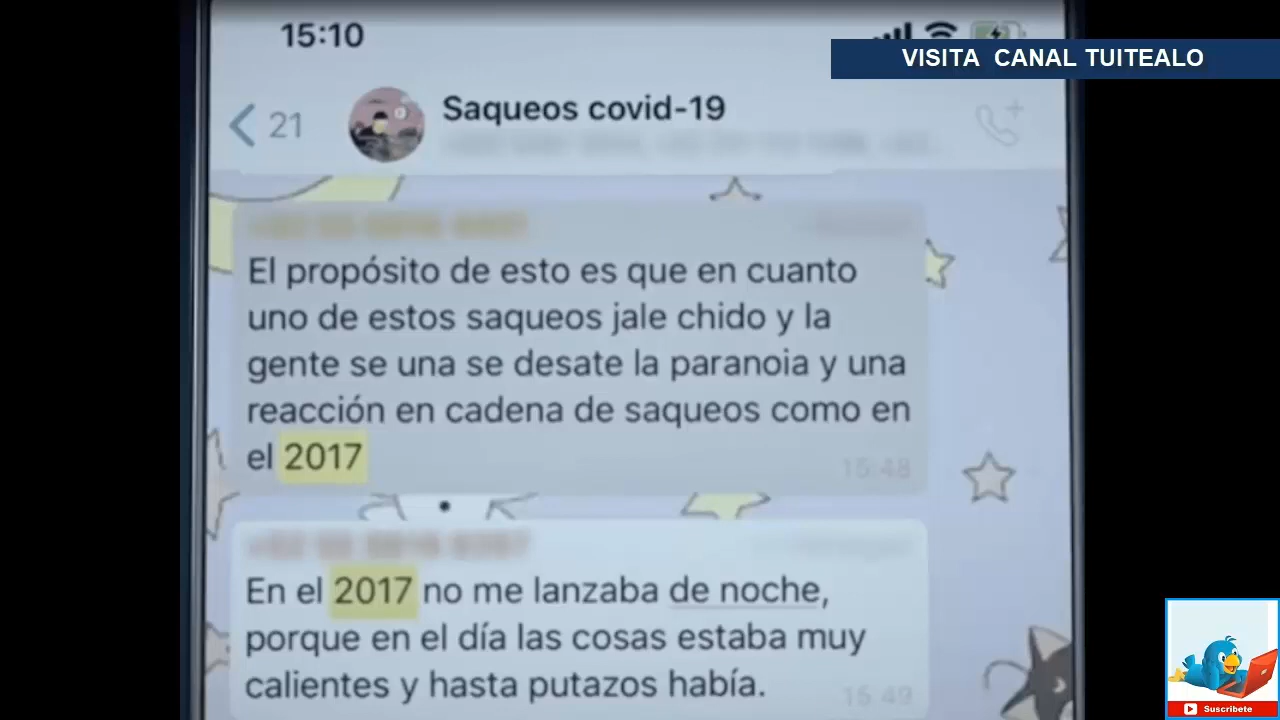 15:10
VISITA CANAL TUITEALO
21
Saqueos covid-19
El propósito de esto es que en cuanto
uno de estos saqueos jale chido y la
gente se una se desate la paranoia y una
reacción en cadena de saqueos como en
el 2017
15:48
En el 2017 no me lanzaba de noche,
porque en el día las cosas estaba muy
calientes y hasta putazos había.
15:49
Suscríbete